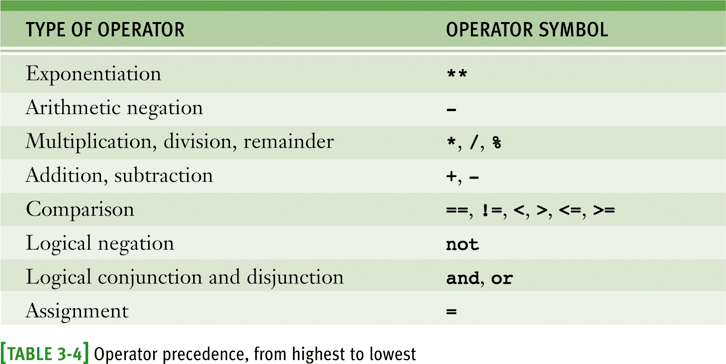 TYPE OF OPERATOR OPERATOR SYMBOL
Exponentiation **
Arithmetic negation -
Multiplication, division, remainder *, /, %
Addition, subtraction +, -
Comparison ==, !=, <, >, <=, >=
Logical negation not
Logical conjunction and disjunction and, or
Assignment =
[TABLE 3-4] Operator precedence, from highest to lowest